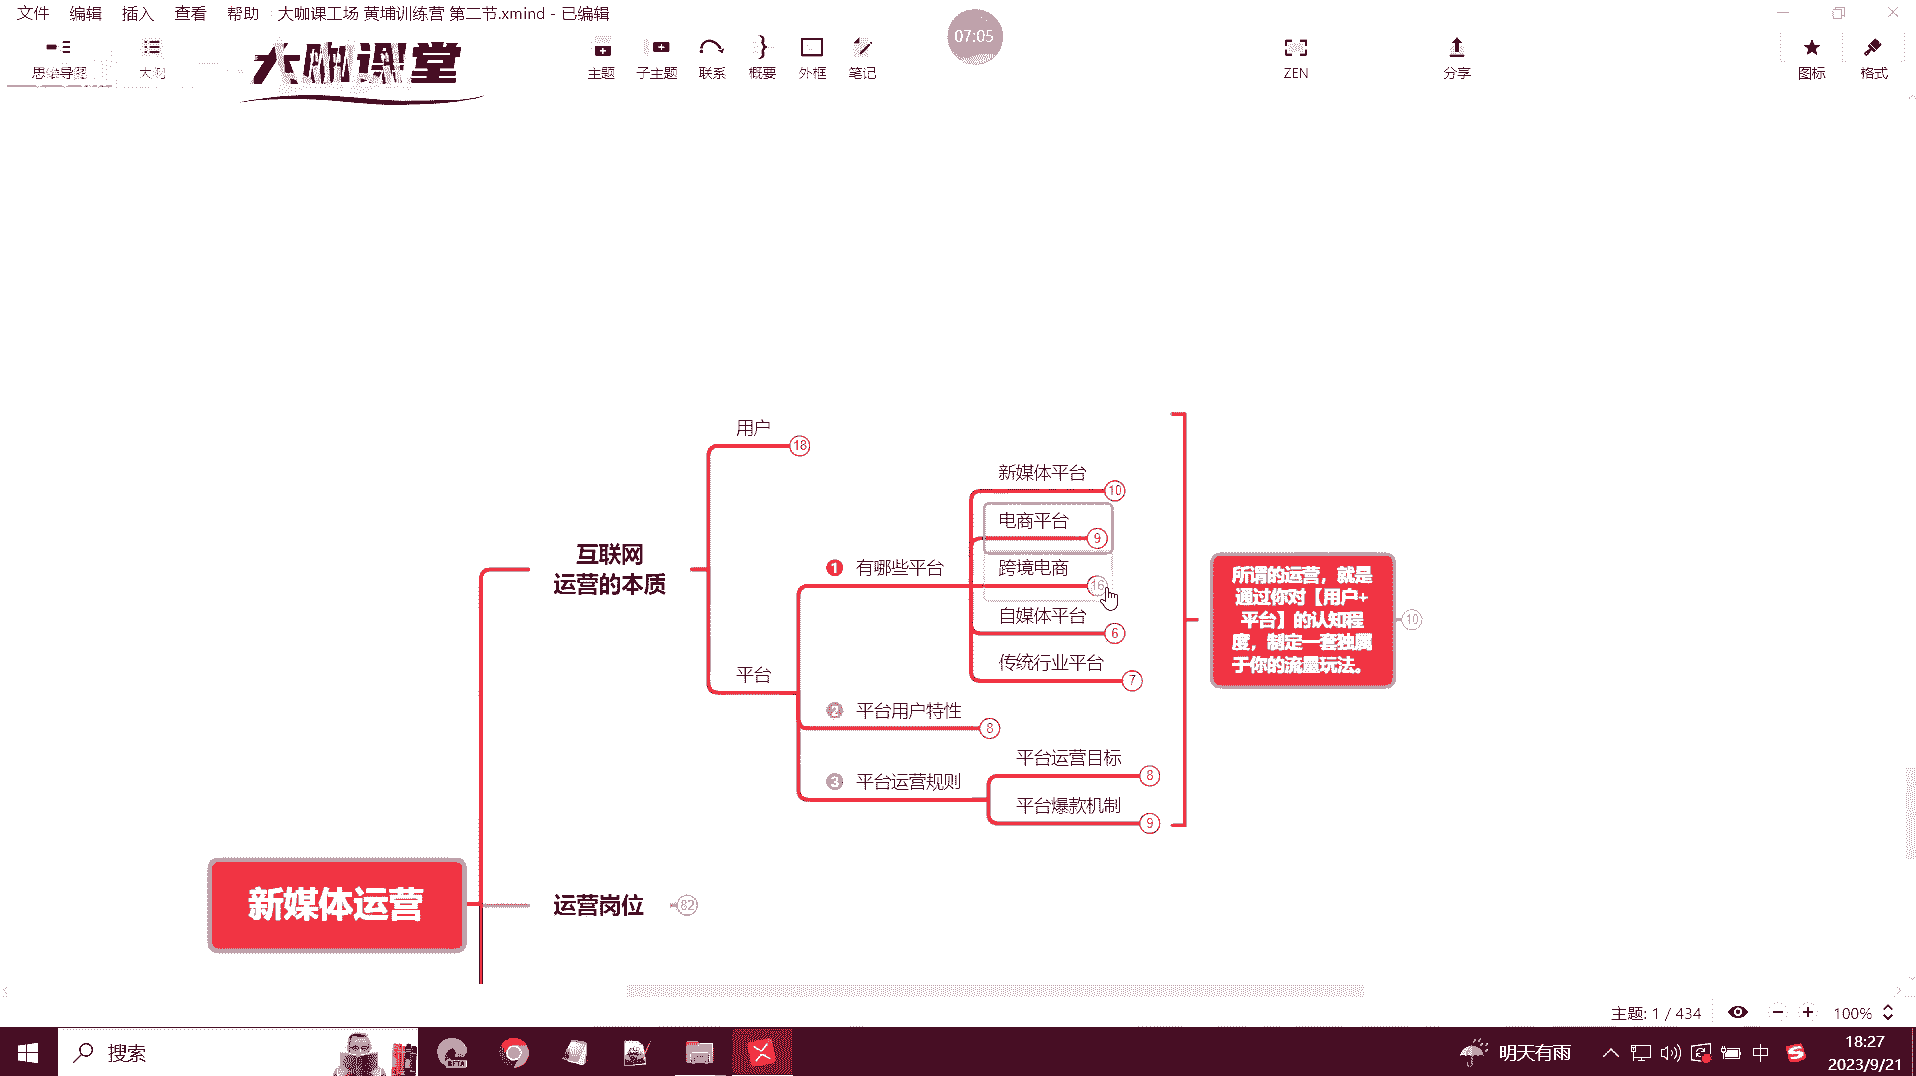 文件 编辑 插入 查看 帮助 大咖课工场 黄埔训练营 第二节.xmind - 已编辑
07:05
思维导图
大纲
大咖课堂
主题 子主题 联系 概要 外框 笔记
ZEN
分享
图标
格式
用户
18
新媒体平台
10
电商平台
9
互联网
运营的本质
1 有哪些平台
跨境电商
16
自媒体平台
6
传统行业平台
7
所谓的运营，就是
通过你对【用户+
平台】的认知程
度，制定一套独属
于你的流量玩法。
10
平台
2 平台用户特性
8
平台运营目标
8
3 平台运营规则
平台爆款机制
9
新媒体运营
运营岗位
82
主题: 1 / 434
100%
搜索
BETA
明天有雨
中
18:27
2023/9/21